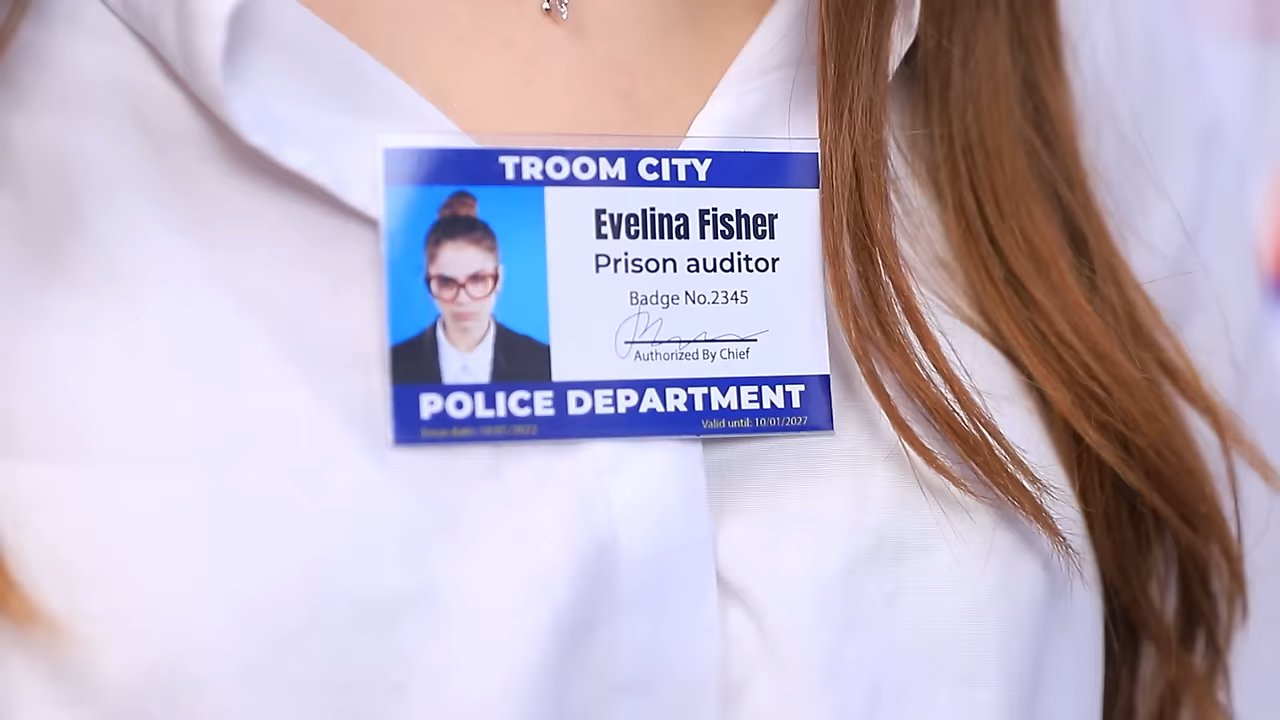 TROOM CITY
Evelina Fisher
Prison auditor
Badge No.2345
Authorized By Chief
POLICE DEPARTMENT
Valid until: 10/01/2027